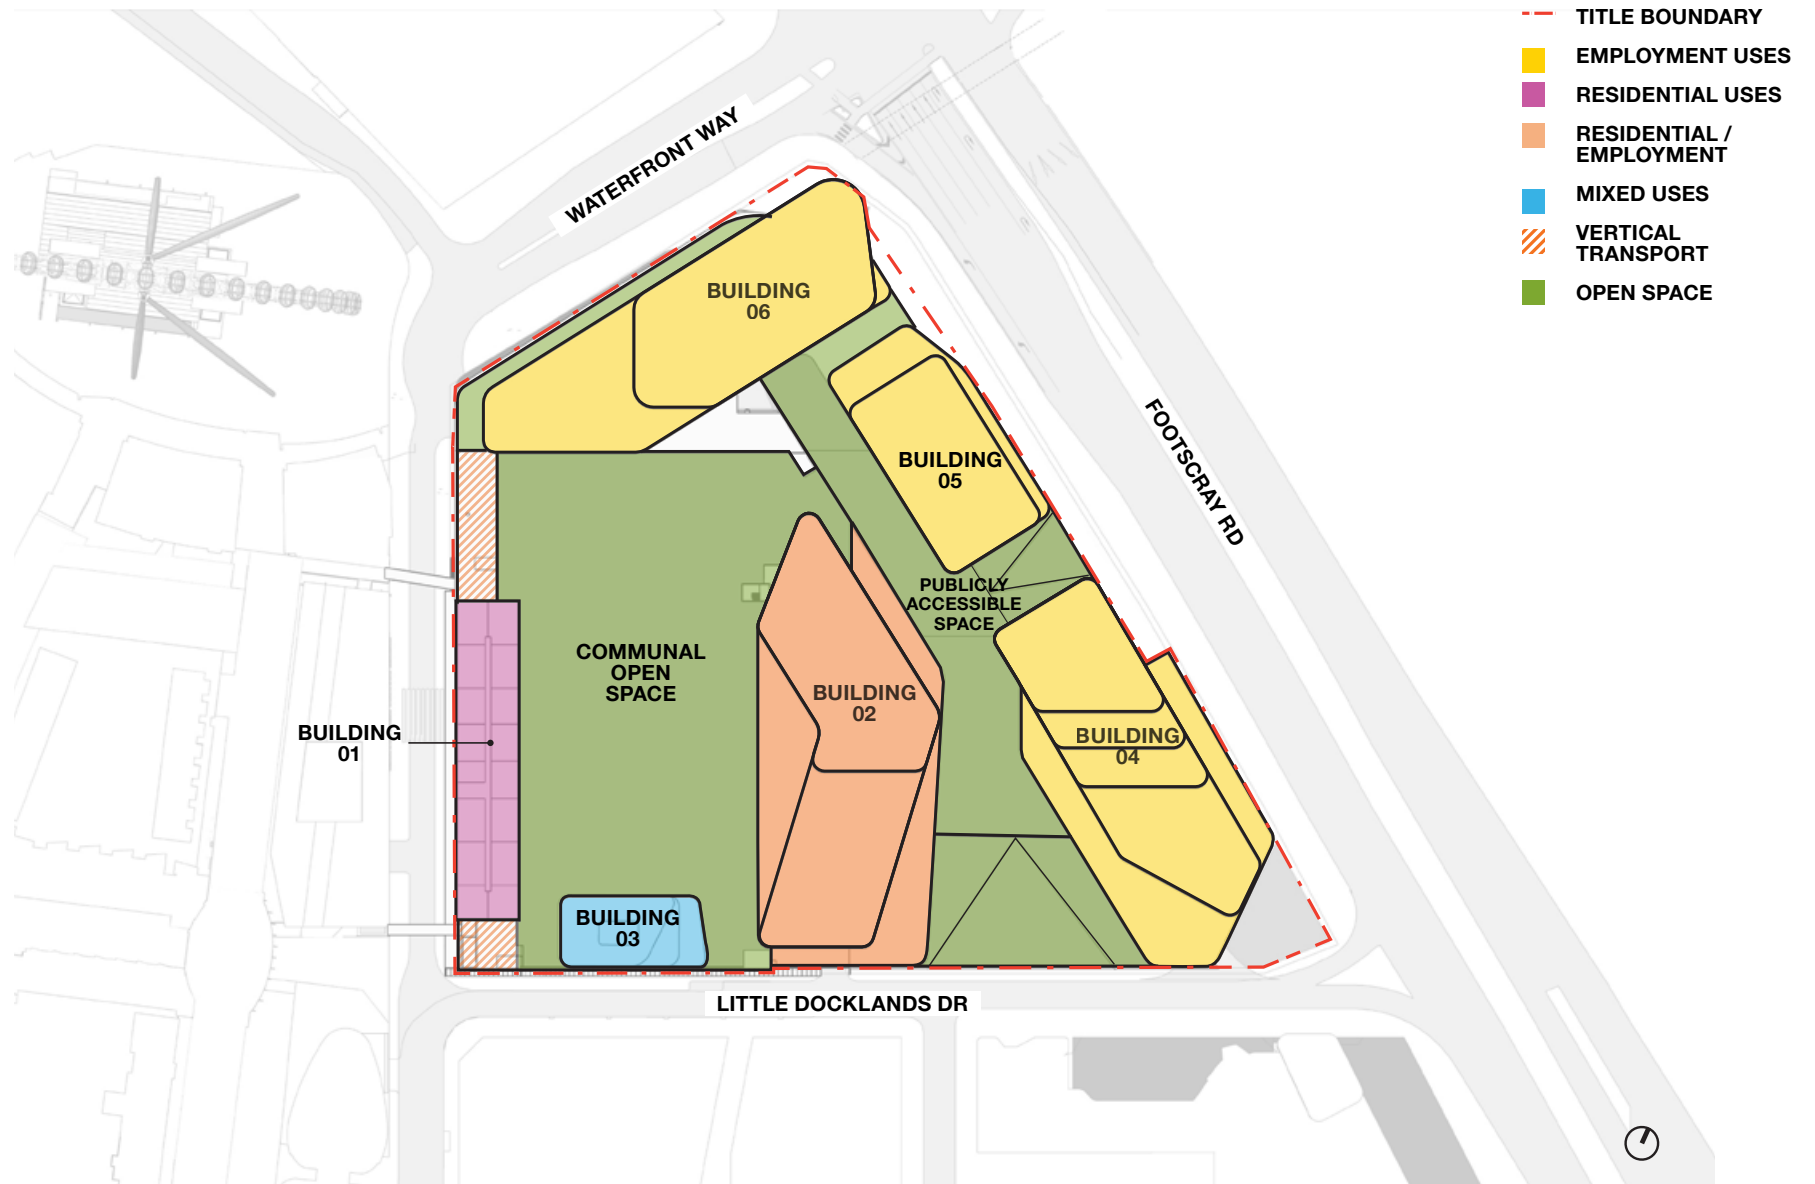 TITLE BOUNDARY
EMPLOYMENT USES
RESIDENTIAL USES
RESIDENTIAL /
EMPLOYMENT
MIXED USES
VERTICAL
TRANSPORT
OPEN SPACE
WATERFRONT WAY
FOOTSCRAY RD
BUILDING
06
BUILDING
05
PUBLICLY
ACCESSIBLE
SPACE
COMMUNAL
OPEN
SPACE
BUILDING
02
BUILDING
01
BUILDING
04
BUILDING
03
LITTLE DOCKLANDS DR